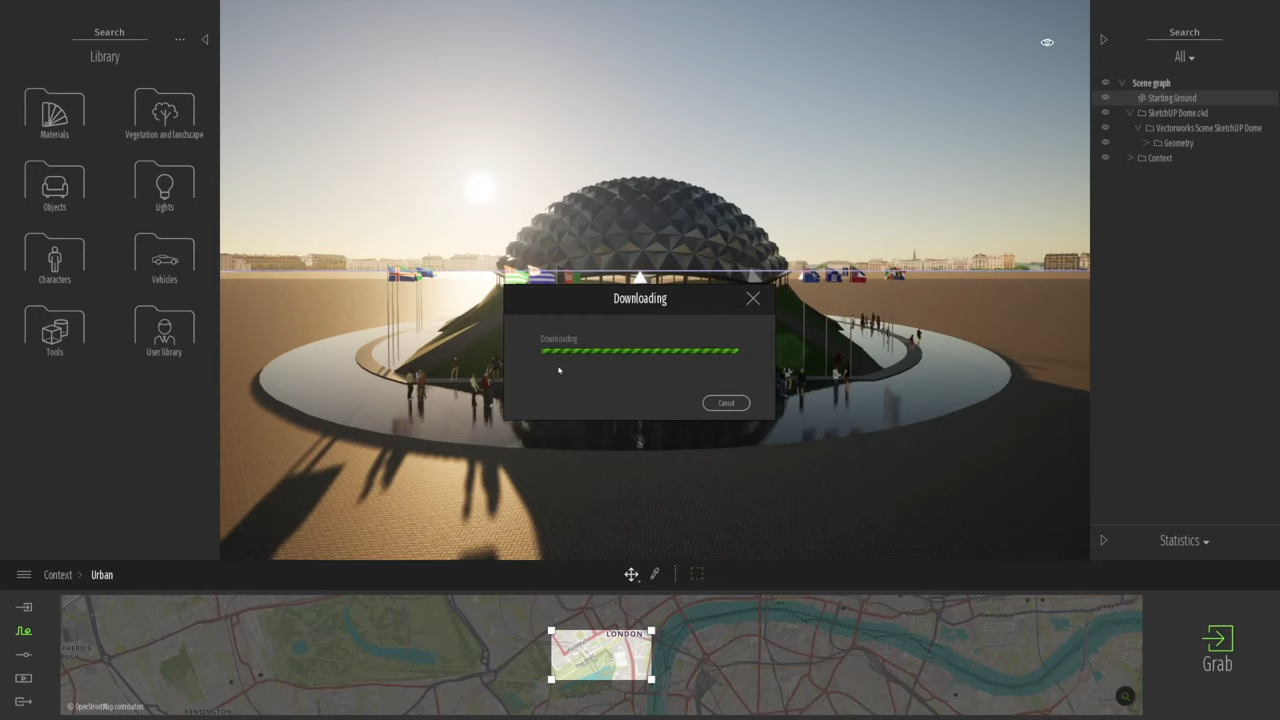 Search
Library
Materials
Vegetation and landscape
Objects
Lights
Characters
Vehicles
Tools
User library
Downloading
Downloading
Cancel
S
Search
All
Scene graph
Starting Ground
SketchUP Dome.c4d
Vectorworks Scene SketchUP Dome
Geometry
Context
Statistics
Context > Urban
LONDON
The Mall
KENSINGTON
© OpenStreetMap contributors
Grab